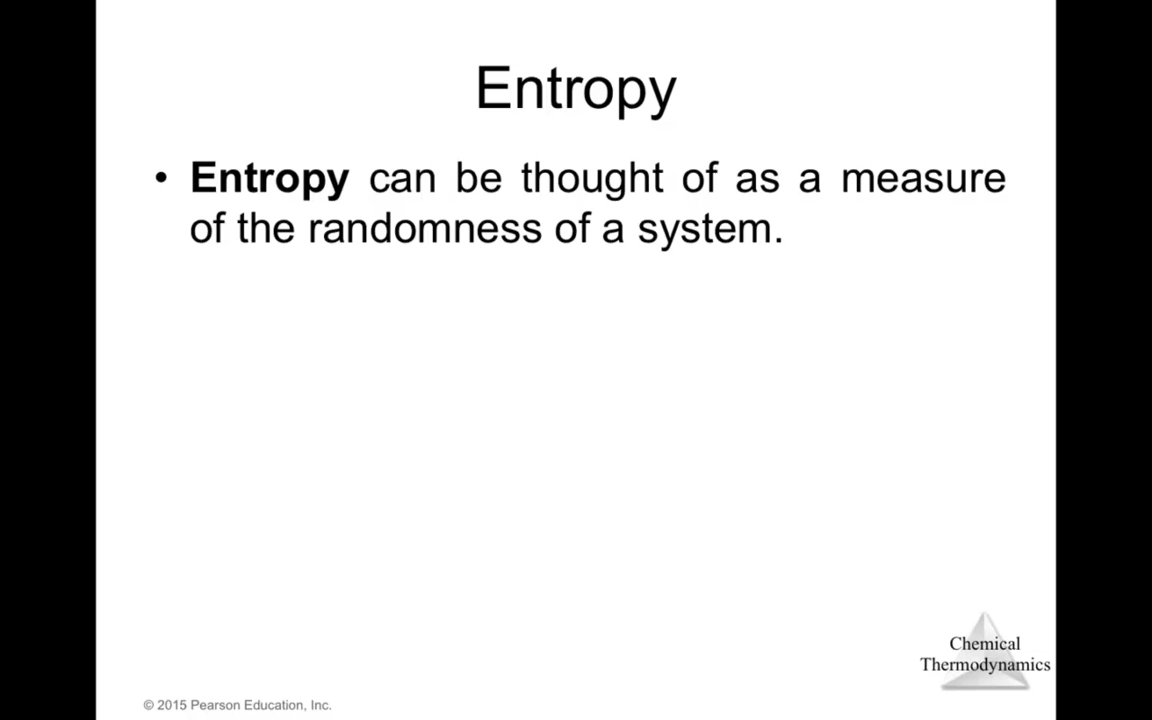 Entropy
• Entropy can be thought of as a measure
of the randomness of a system.
Chemical
Thermodynamics
© 2015 Pearson Education, Inc.